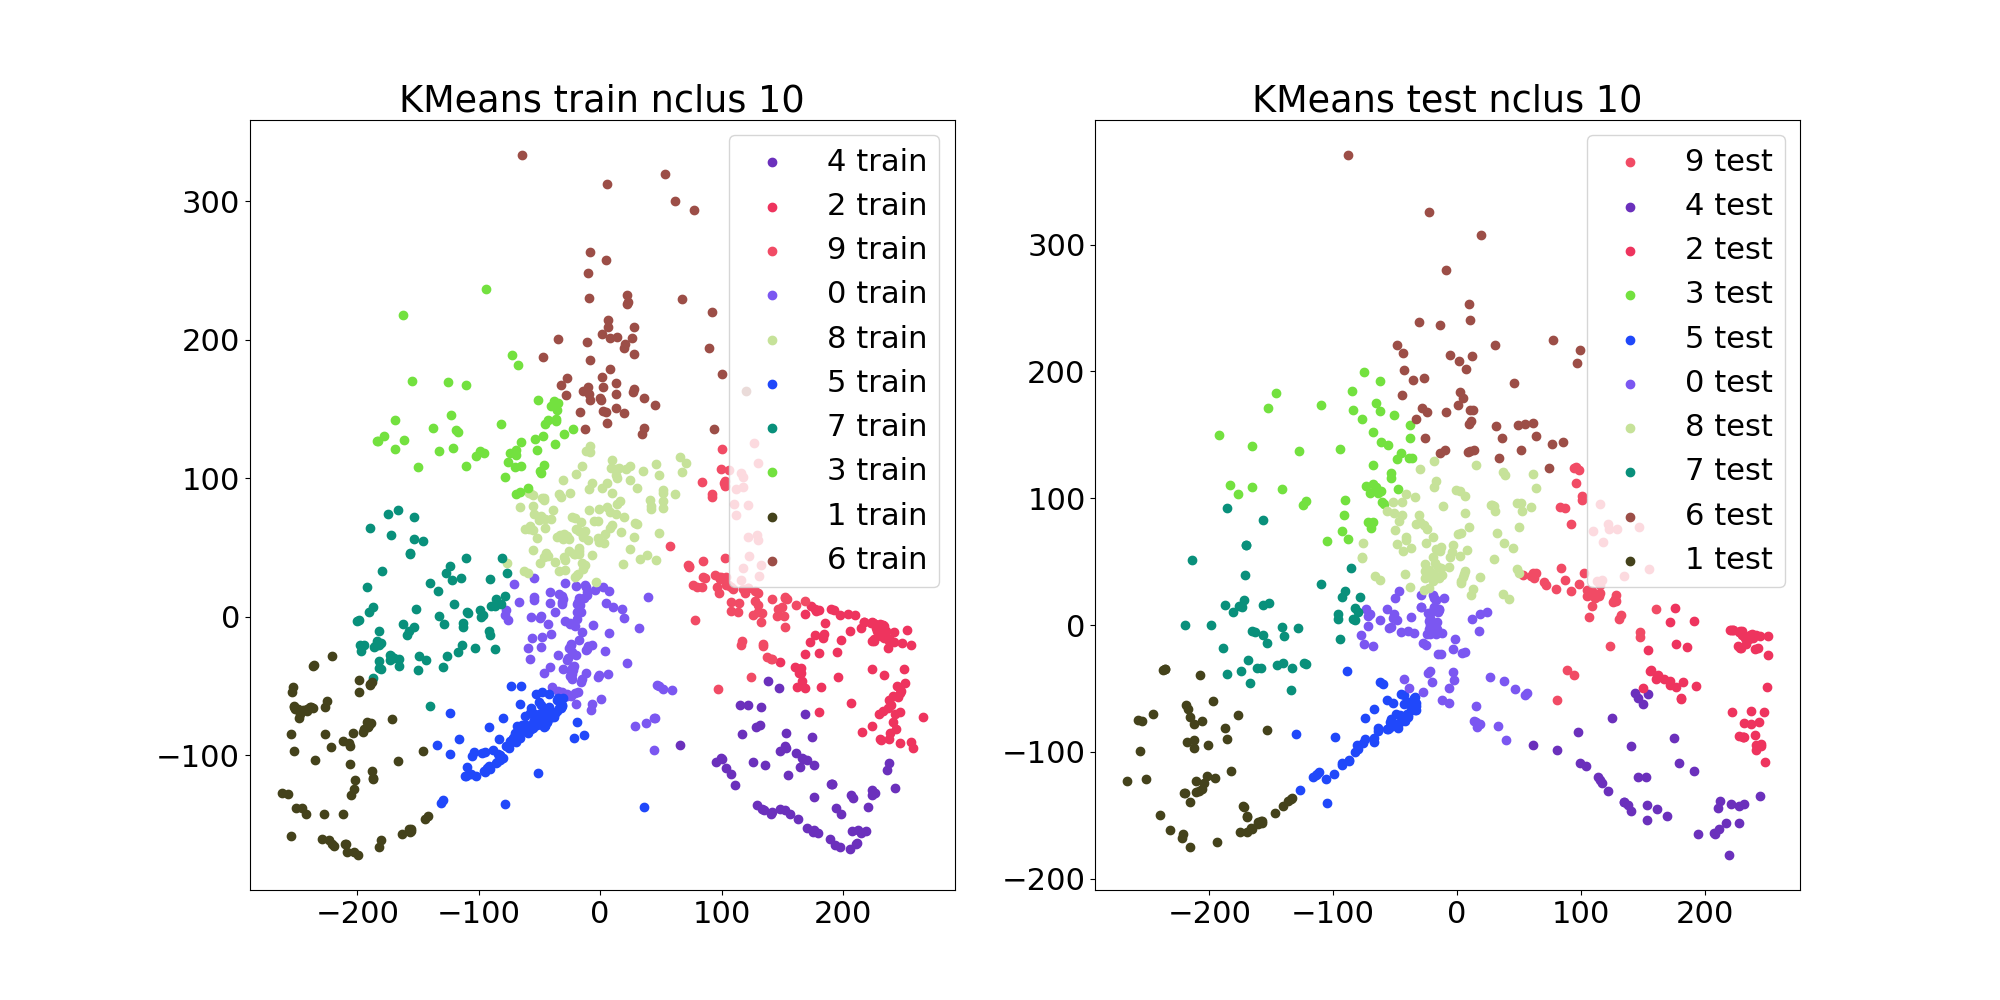 KMeans train nclus 10
300
200
100
0
−100
−200
−100
0
100
200
4 train
2 train
9 train
0 train
8 train
5 train
7 train
3 train
1 train
6 train
KMeans test nclus 10
300
200
100
0
−100
−200
−200
−100
0
100
200
9 test
4 test
2 test
3 test
5 test
0 test
8 test
7 test
6 test
1 test